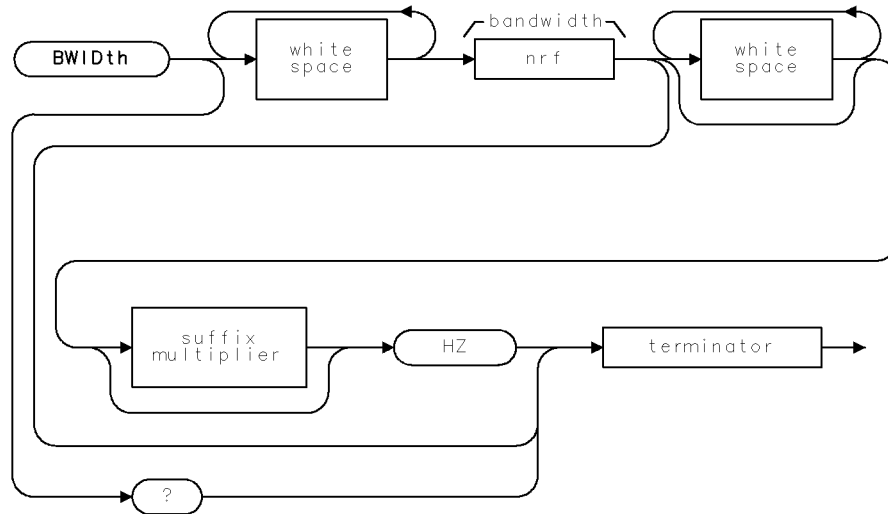 bandwidth
BWIDth
white
space
nrf
white
space
suffix
multiplier
HZ
terminator
?